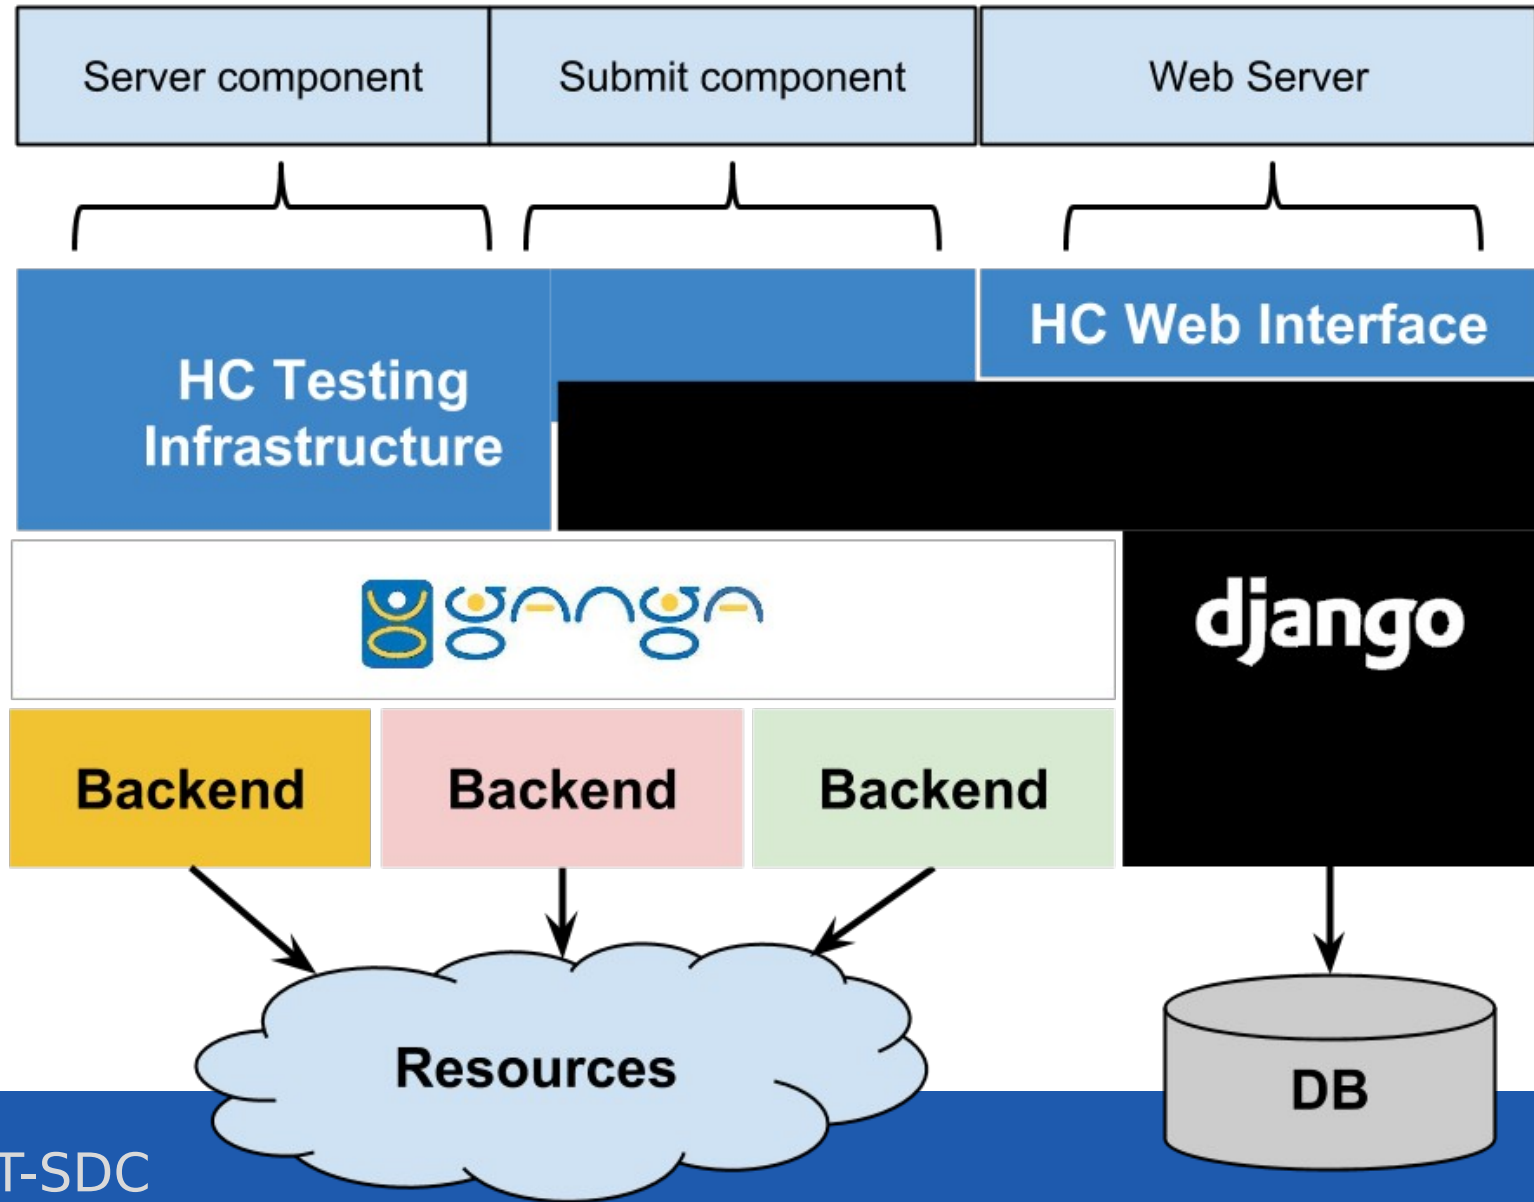 Server component
Submit component
Web Server
HC Testing
Infrastructure
HC Web Interface
ganga
django
Backend
Backend
Backend
Resources
DB
T-SDC